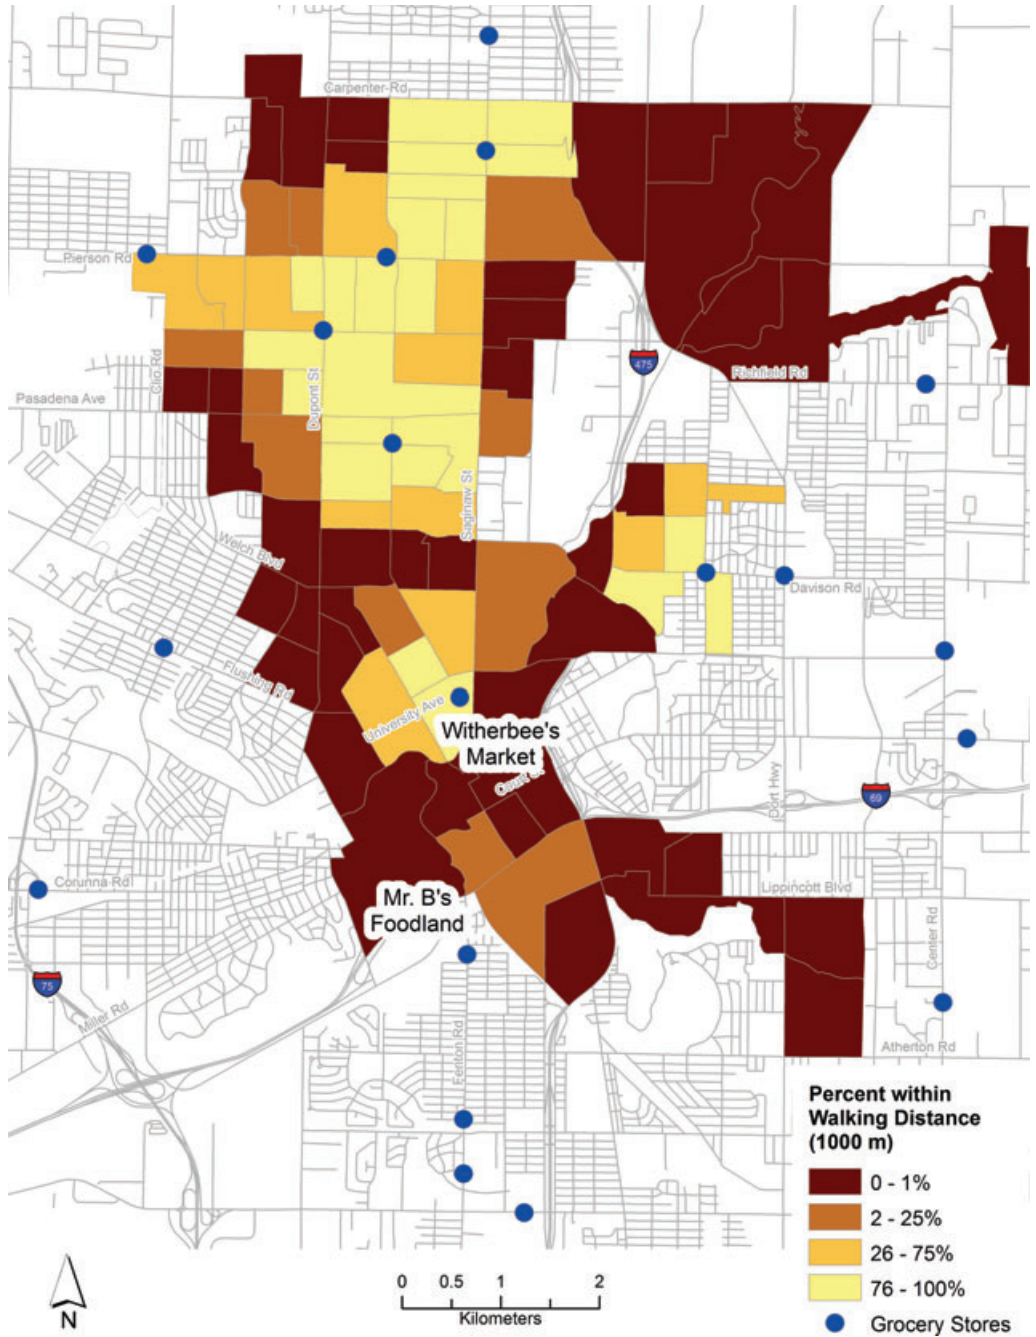 Carpenter Rd
Pierson Rd
475
Richfield Rd
Clio Rd
Dupont St
Pasadena Ave
Saginaw St
Welch Blvd
Davison Rd
Flushing Rd
University Ave
Witherbee's
Market
Court St
Dort Hwy
69
Corunna Rd
Lippincott Blvd
Mr. B's
Foodland
Center Rd
75
Miller Rd
Fenton Rd
Atherton Rd
Percent within
Walking Distance
(1000 m)
0 - 1%
2 - 25%
26 - 75%
76 - 100%
Grocery Stores
N
0 0.5 1 2
Kilometers